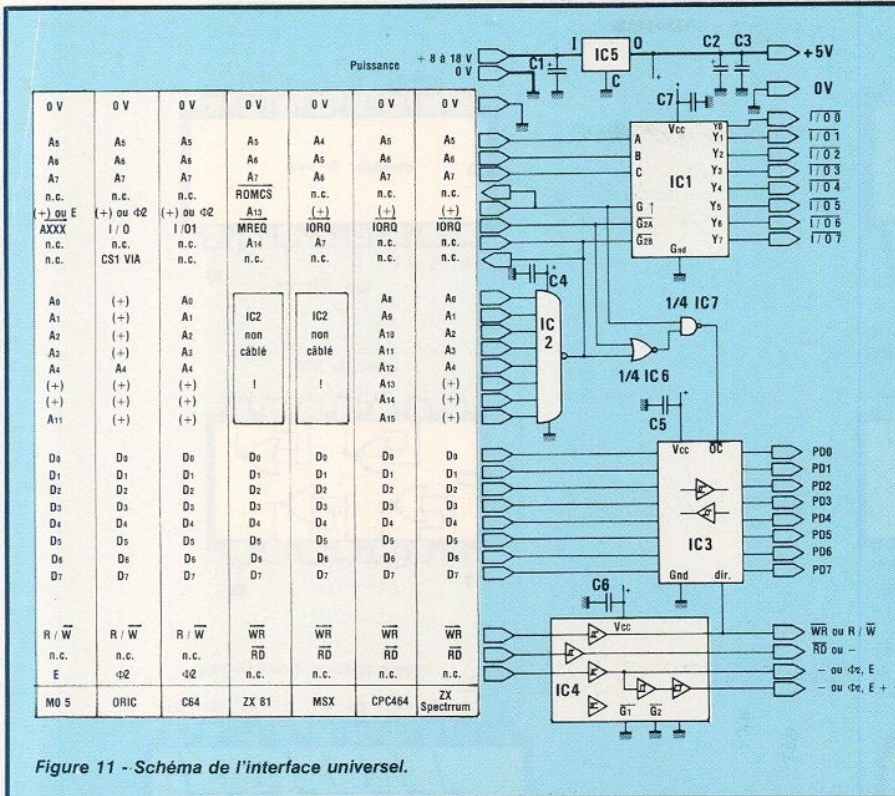 Puissance + 8 à 18 V
0 V
I IC5 O
C
C1
C2 C3
+5V
0V
C7
0 V 0 V 0 V 0 V 0 V 0 V 0 V
A5 A5 A5 A5 A4 A5 A5
A6 A6 A6 A6 A5 A6 A6
A7 A7 A7 A7 A6 A7 A7
n.c. n.c. n.c. ROMCS n.c. n.c. n.c.
(+) ou E (+) ou Φ2 (+) ou Φ2 A13 (+) (+) (+)
AXXX I / O I / O1 MREQ IORQ IORQ IORQ
n.c. n.c. n.c. A14 A7 n.c. n.c.
n.c. CS1 VIA n.c. n.c. n.c. n.c. n.c.
A0 (+) A0 A8 A0
A1 (+) A1 IC2 IC2 A9 A1
A2 (+) A2 non non A10 A2
A3 (+) A3 câblé câblé A11 A3
A4 A4 A4 A12 A4
(+) (+) (+) ! ! A13 (+)
(+) (+) (+) A14 (+)
A11 (+) (+) A15 (+)
D0 D0 D0 D0 D0 D0 D0
D1 D1 D1 D1 D1 D1 D1
D2 D2 D2 D2 D2 D2 D2
D3 D3 D3 D3 D3 D3 D3
D4 D4 D4 D4 D4 D4 D4
D5 D5 D5 D5 D5 D5 D5
D6 D6 D6 D6 D6 D6 D6
D7 D7 D7 D7 D7 D7 D7
R / W R / W R / W WR WR WR WR
n.c. n.c. n.c. RD RD RD RD
E Φ2 Φ2 n.c. n.c. n.c. n.c.
MO 5 ORIC C64 ZX 81 MSX CPC464 ZX Spectrrum
Vcc
A
B
C
G
G2A
G2B
IC1
Gnd
Y0
Y1
Y2
Y3
Y4
Y5
Y6
Y7
I / O 0
I / O 1
I / O 2
I / O 3
I / O 4
I / O 5
I / O 6
I / O 7
C4
IC 2
1/4 IC7
1/4 IC6
C5
Vcc OC
IC3
Gnd dir.
PD0
PD1
PD2
PD3
PD4
PD5
PD6
PD7
C6
Vcc
IC4
G1 G2
WR ou R / W
RD ou –
– ou Φ2, E
– ou Φ2, E +
Figure 11 - Schéma de l'interface universel.